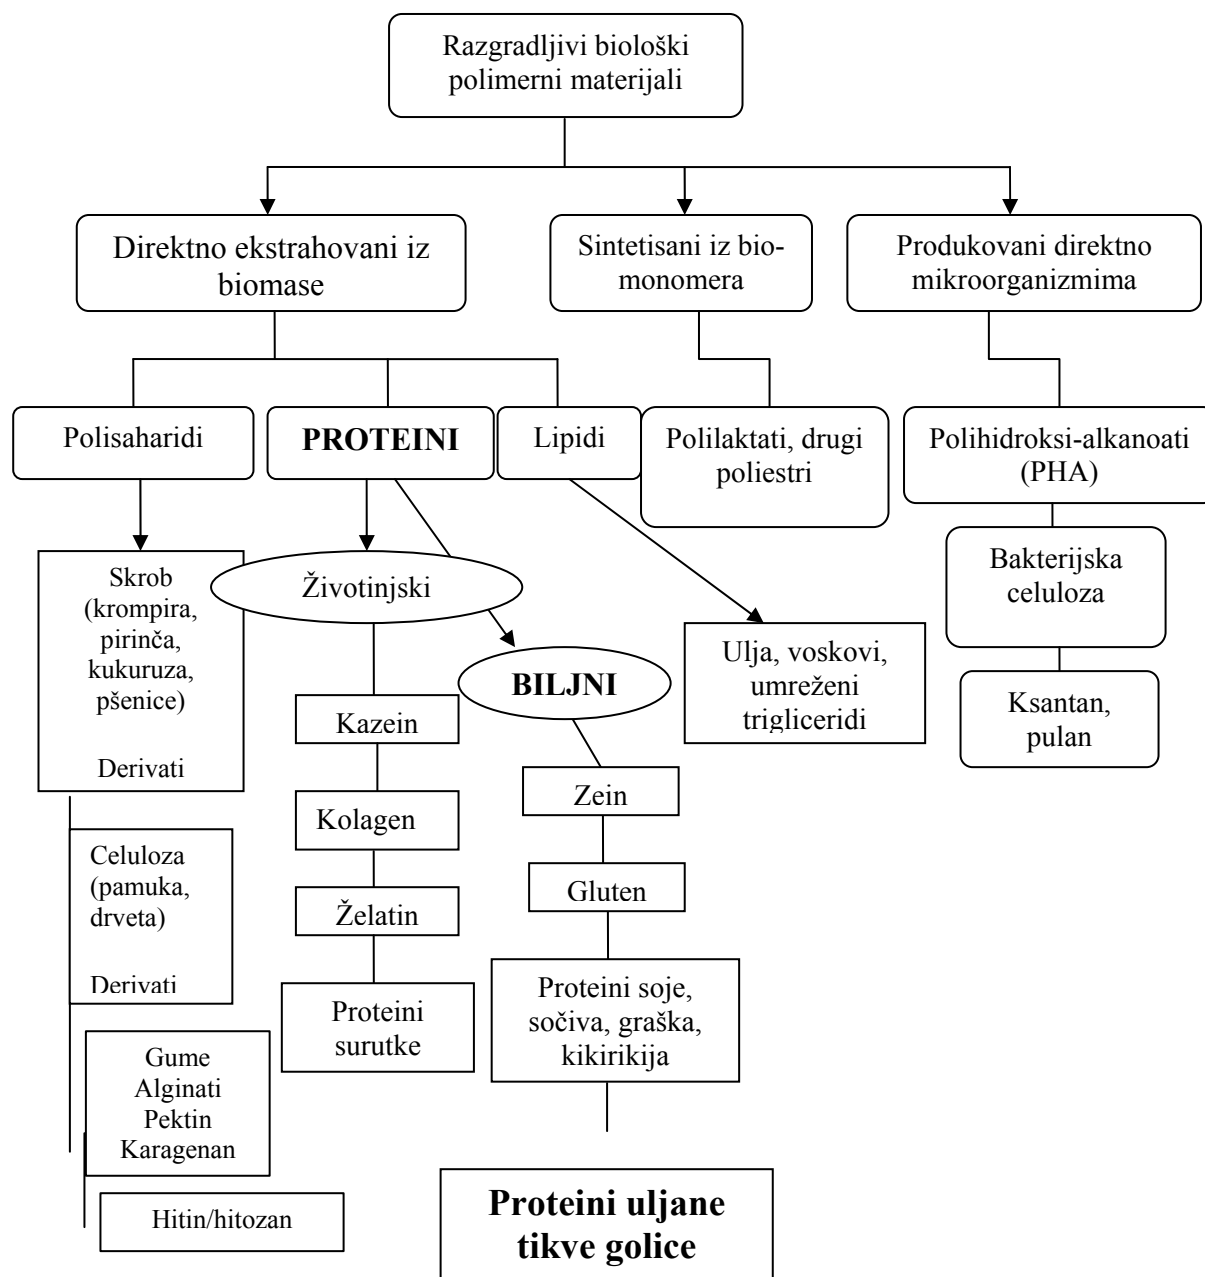 Razgradljivi biološki
polimerni materijali
Direktno ekstrahovani iz
biomase
Sintetisani iz bio-
monomera
Produkovani direktno
mikroorganizmima
Polisaharidi
PROTEINI
Lipidi
Polilaktati, drugi
poliestri
Polihidroksi-alkanoati
(PHA)
Skrob
(krompira,
pirinča,
kukuruza,
pšenice)
Derivati
Životinjski
Bakterijska
celuloza
BILJNI
Ulja, voskovi,
umreženi
trigliceridi
Ksantan,
pulan
Kazein
Zein
Kolagen
Celuloza
(pamuka,
drveta)
Derivati
Gluten
Želatin
Proteini
surutke
Proteini soje,
sočiva, graška,
kikirikija
Gume
Alginati
Pektin
Karagenan
Hitin/hitozan
Proteini uljane
tikve golice